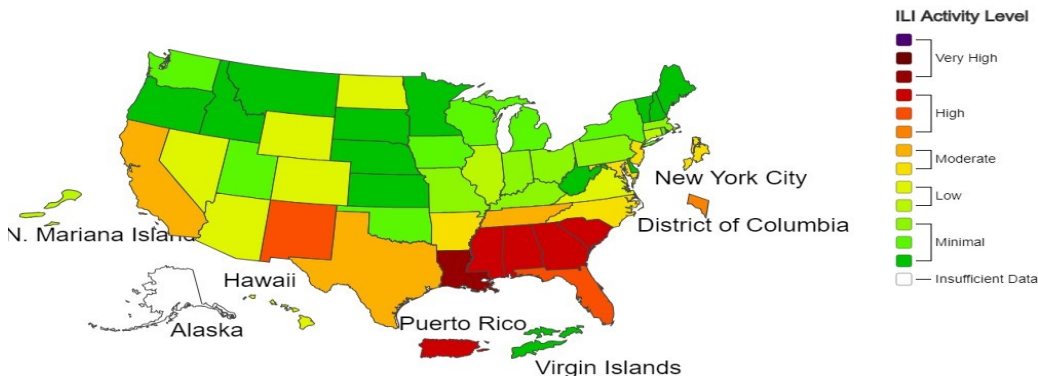 ILI Activity Level
Very High
High
Moderate
Low
Minimal
Insufficient Data
New York City
District of Columbia
N. Mariana Island
Hawaii
Alaska
Puerto Rico
Virgin Islands